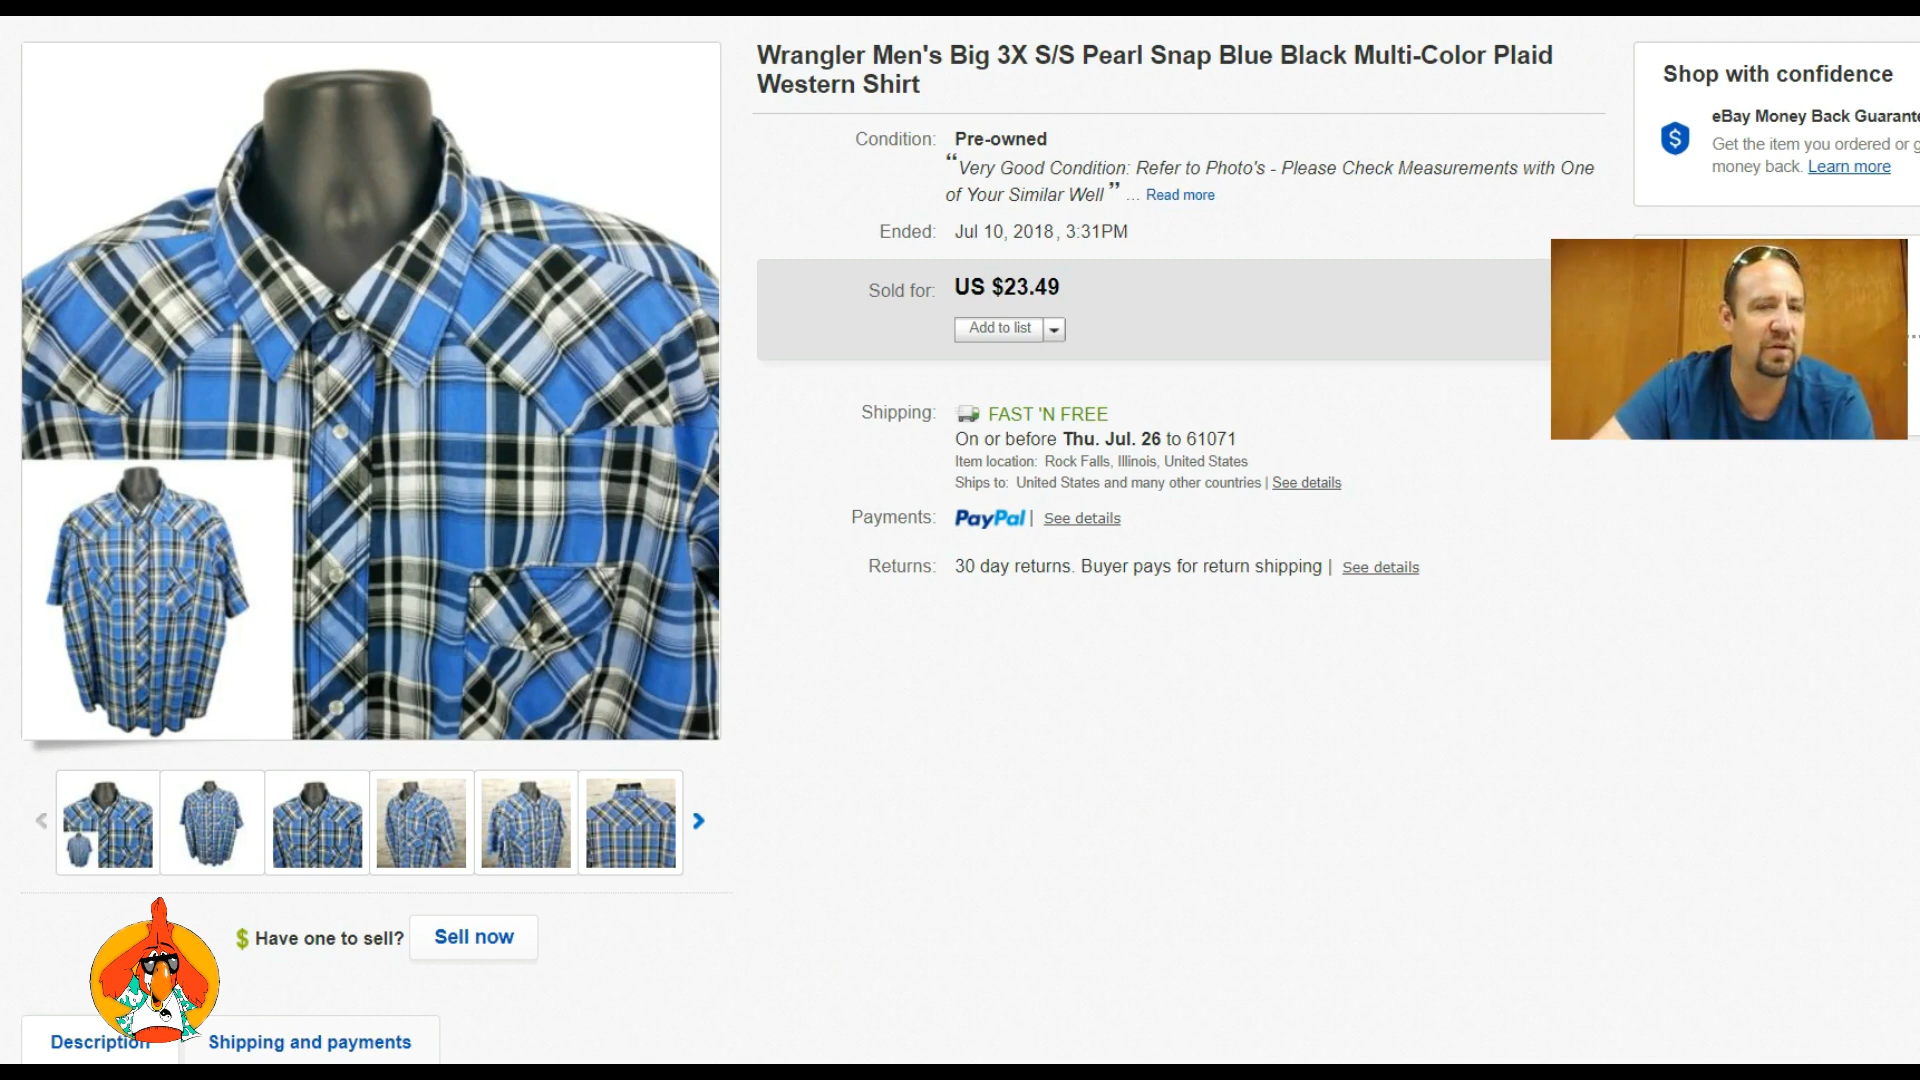 Wrangler Men's Big 3X S/S Pearl Snap Blue Black Multi-Color Plaid
Western Shirt
Condition: Pre-owned
“Very Good Condition: Refer to Photo's - Please Check Measurements with One
of Your Similar Well ” ... Read more
Ended: Jul 10, 2018 , 3:31PM
Sold for: US $23.49
Add to list
Shipping: FAST 'N FREE
On or before Thu. Jul. 26 to 61071
Item location: Rock Falls, Illinois, United States
Ships to: United States and many other countries | See details
Payments: PayPal | See details
Returns: 30 day returns. Buyer pays for return shipping | See details
Shop with confidence
eBay Money Back
Get the item you ordered or
money back. Learn more
$ Have one to sell? Sell now
Description
Shipping and payments